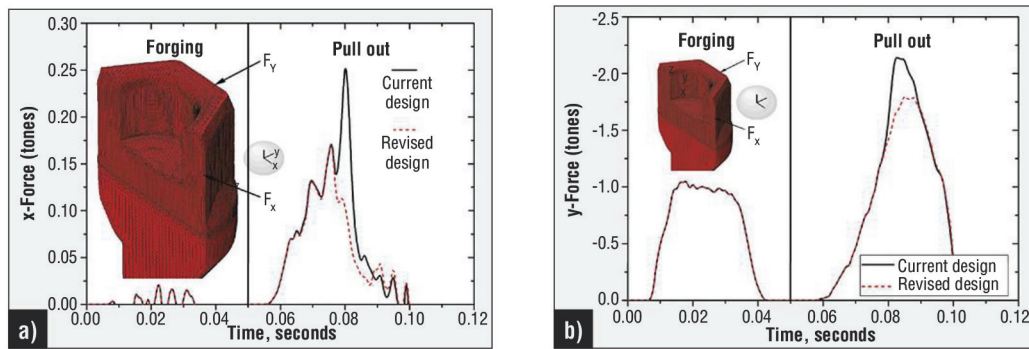 0.30
0.25
0.20
0.15
0.10
0.05
0.00
x-Force (tones)
Forging
Pull out
F_Y
F_X
y
x
Current
design
Revised
design
0.00 0.02 0.04 0.06 0.08 0.10 0.12
Time, seconds
a)
-2.5
-2.0
-1.5
-1.0
-0.5
0.0
y-Force (tones)
Forging
Pull out
F_Y
F_X
Z
y
x
Current design
Revised design
0.00 0.02 0.04 0.06 0.08 0.10 0.12
Time, seconds
b)